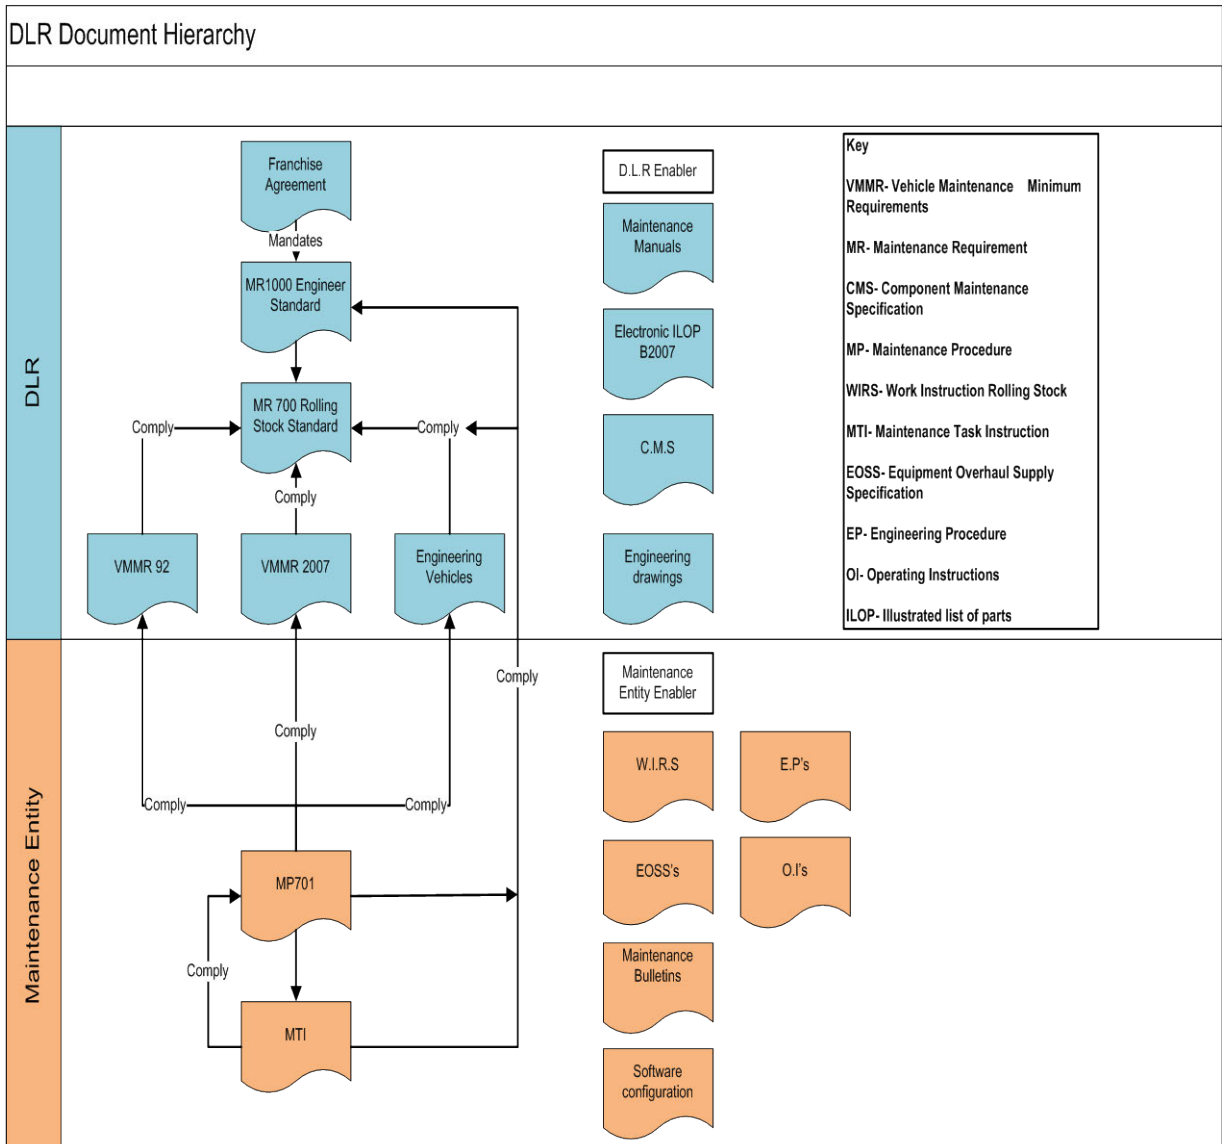 DLR Document Hierarchy
DLR
Franchise
Agreement
Mandates
MR1000 Engineer
Standard
MR 700 Rolling
Stock Standard
Comply
Comply
Comply
VMMR 92
VMMR 2007
Engineering
Vehicles
D.L.R Enabler
Maintenance
Manuals
Electronic ILOP
B2007
C.M.S
Engineering
drawings
Key
VMMR- Vehicle Maintenance Minimum
Requirements
MR- Maintenance Requirement
CMS- Component Maintenance
Specification
MP- Maintenance Procedure
WIRS- Work Instruction Rolling Stock
MTI- Maintenance Task Instruction
EOSS- Equipment Overhaul Supply
Specification
EP- Engineering Procedure
OI- Operating Instructions
ILOP- Illustrated list of parts
Maintenance Entity
Comply
Comply
Comply
Comply
MP701
Comply
MTI
Maintenance
Entity Enabler
W.I.R.S
E.P's
EOSS's
O.I's
Maintenance
Bulletins
Software
configuration